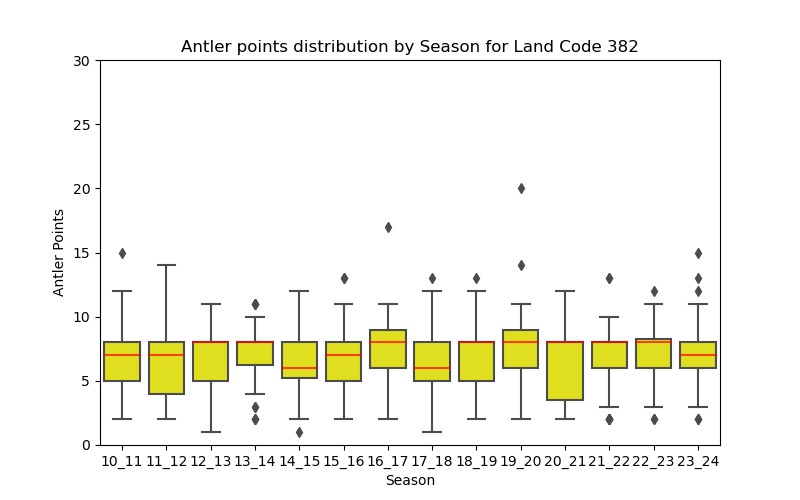 Antler points distribution by Season for Land Code 382
30
25
20
15
10
5
0
Antler Points
10_11 11_12 12_13 13_14 14_15 15_16 16_17 17_18 18_19 19_20 20_21 21_22 22_23 23_24
Season